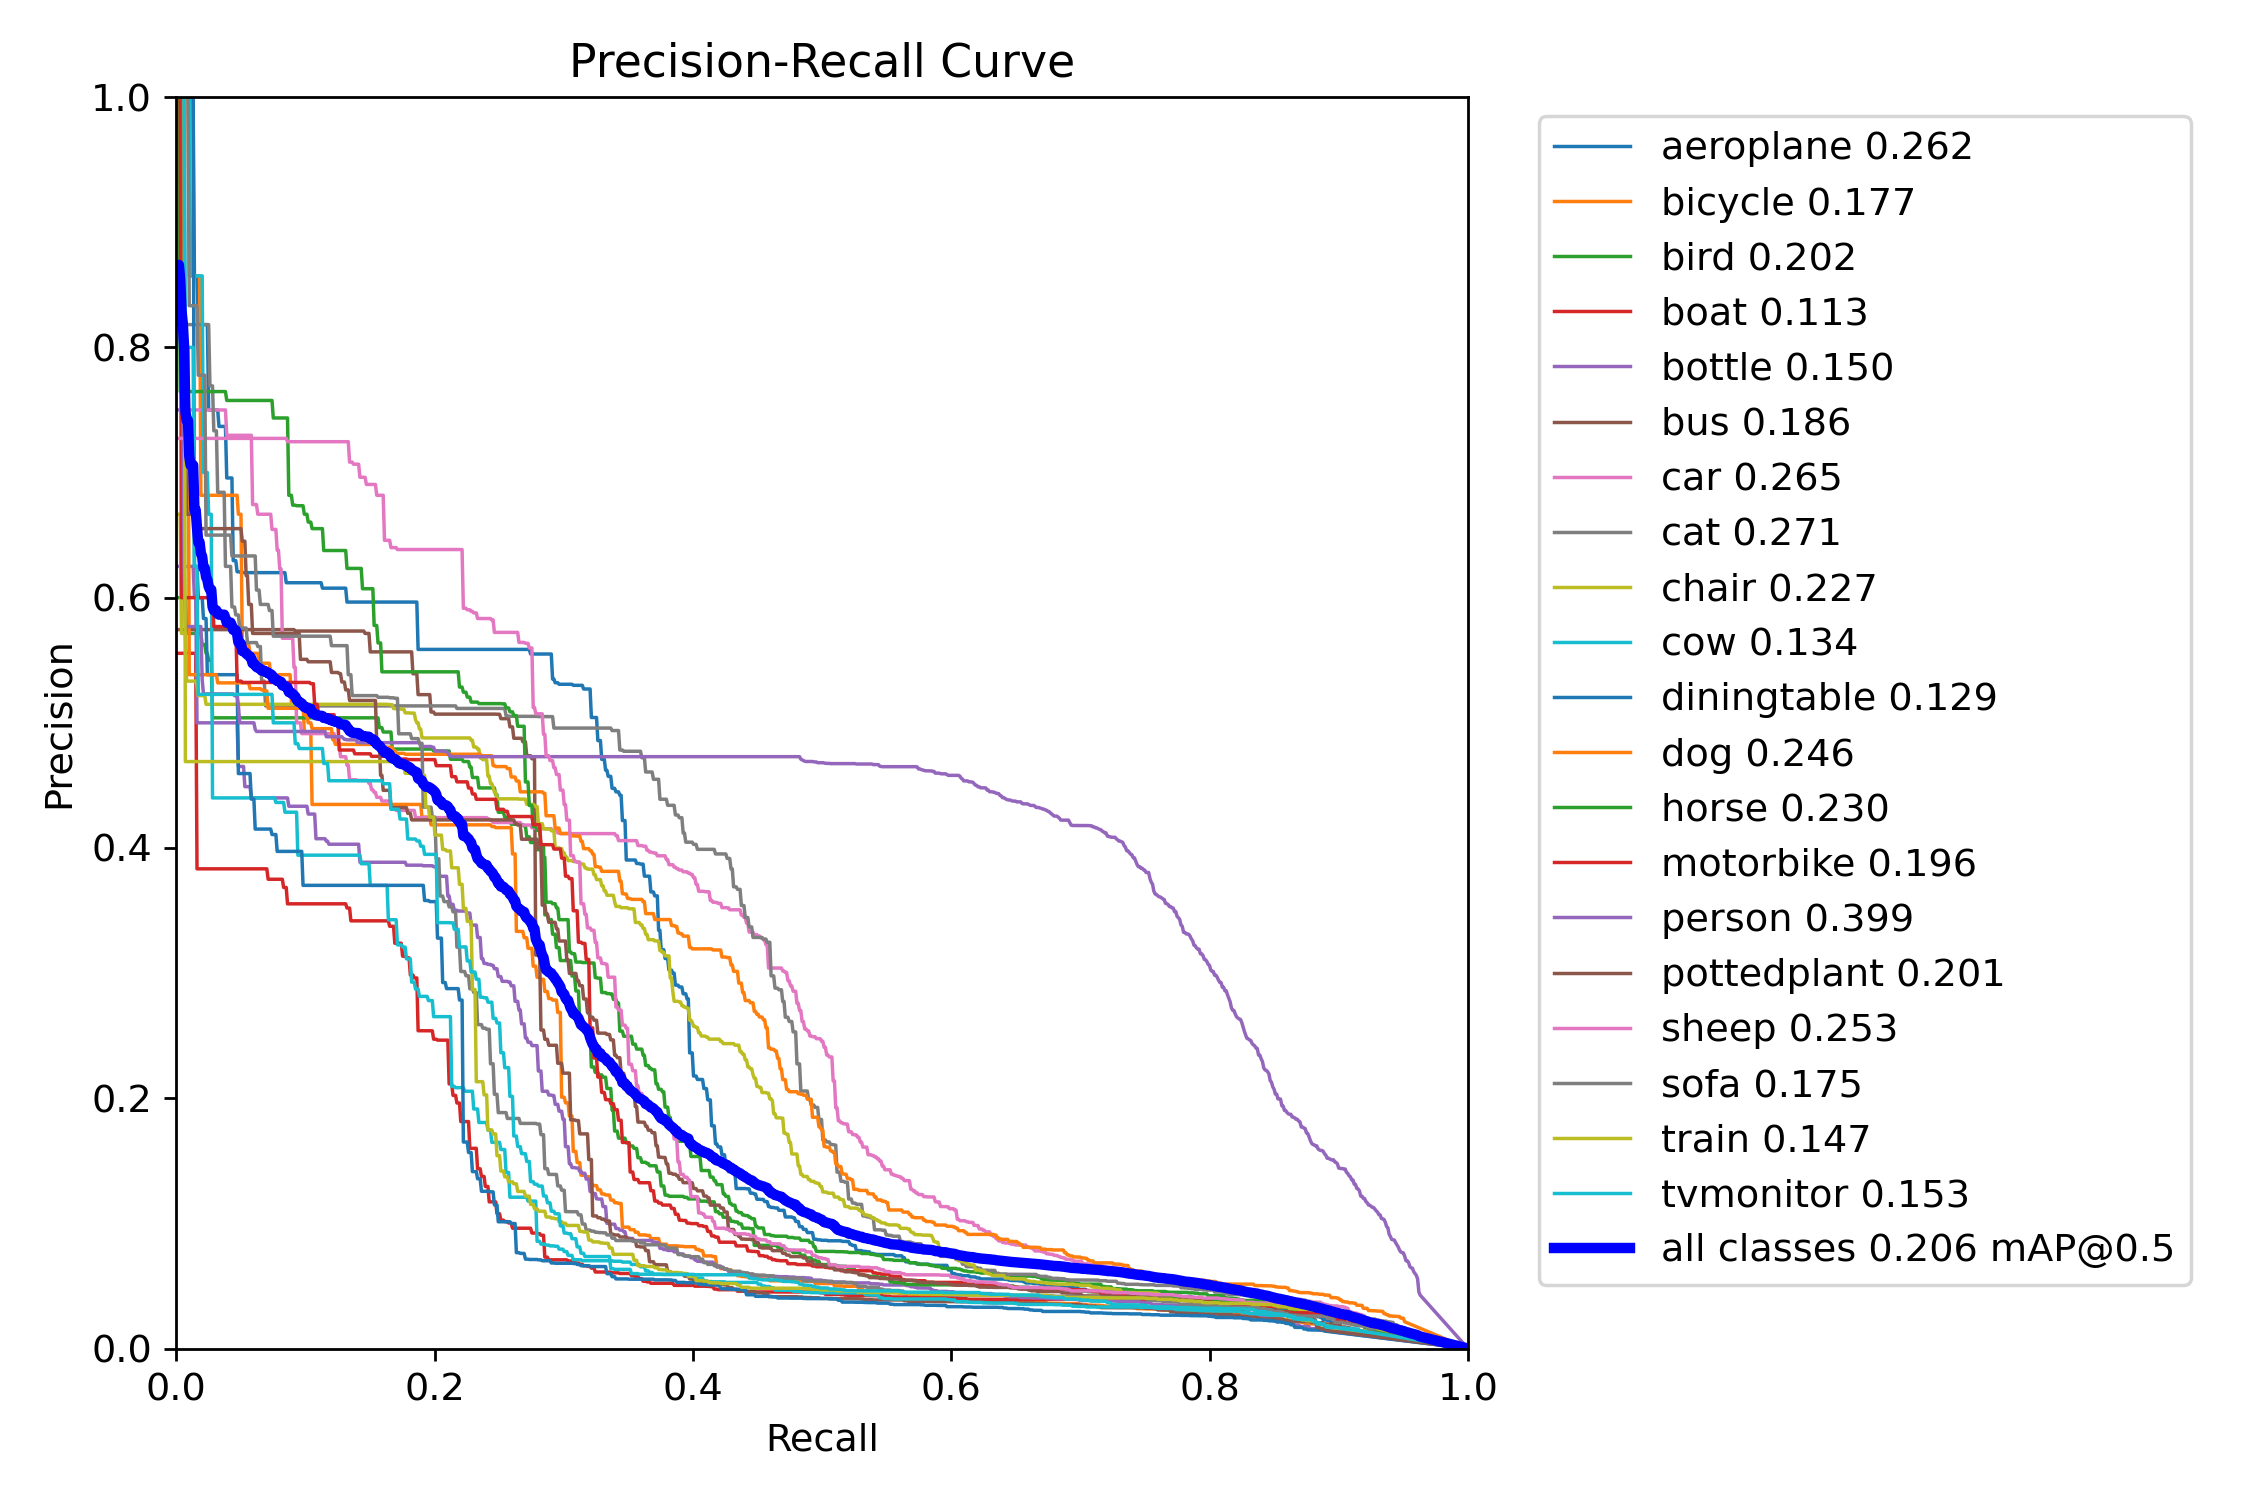 Precision-Recall Curve
1.0
0.8
0.6
0.4
0.2
0.0
Precision
0.0 0.2 0.4 0.6 0.8 1.0
Recall
aeroplane 0.262
bicycle 0.177
bird 0.202
boat 0.113
bottle 0.150
bus 0.186
car 0.265
cat 0.271
chair 0.227
cow 0.134
diningtable 0.129
dog 0.246
horse 0.230
motorbike 0.196
person 0.399
pottedplant 0.201
sheep 0.253
sofa 0.175
train 0.147
tvmonitor 0.153
all classes 0.206 mAP@0.5